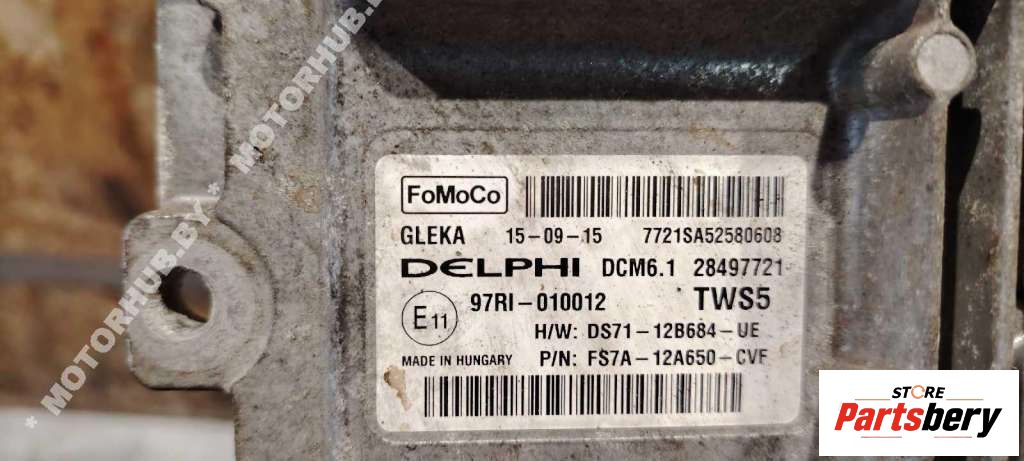 * MOTORHUB.BY * MOTORHUB.BY
FoMoCo
GLEKA 15-09-15 7721SA52580608
DELPHI DCM6.1 28497721
E11 97RI-010012 TWS5
H/W: DS71-12B684-UE
MADE IN HUNGARY P/N: FS7A-12A650-CVF
STORE
Partsbery